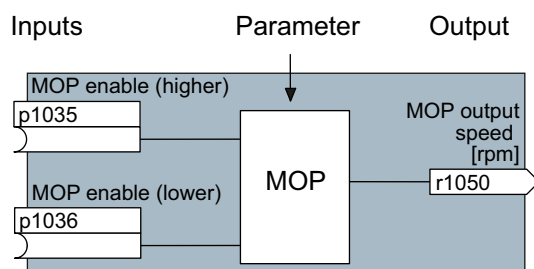 Inputs Parameter Output
MOP enable (higher)
p1035
MOP output
speed
[rpm]
MOP
r1050
MOP enable (lower)
p1036